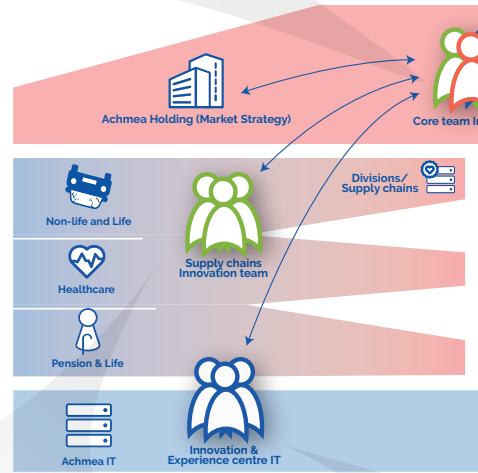 Achmea Holding (Market Strategy)
Core team
Divisions/
Supply chains
Non-life and Life
Supply chains
Innovation team
Healthcare
Pension & Life
Innovation &
Experience centre IT
Achmea IT